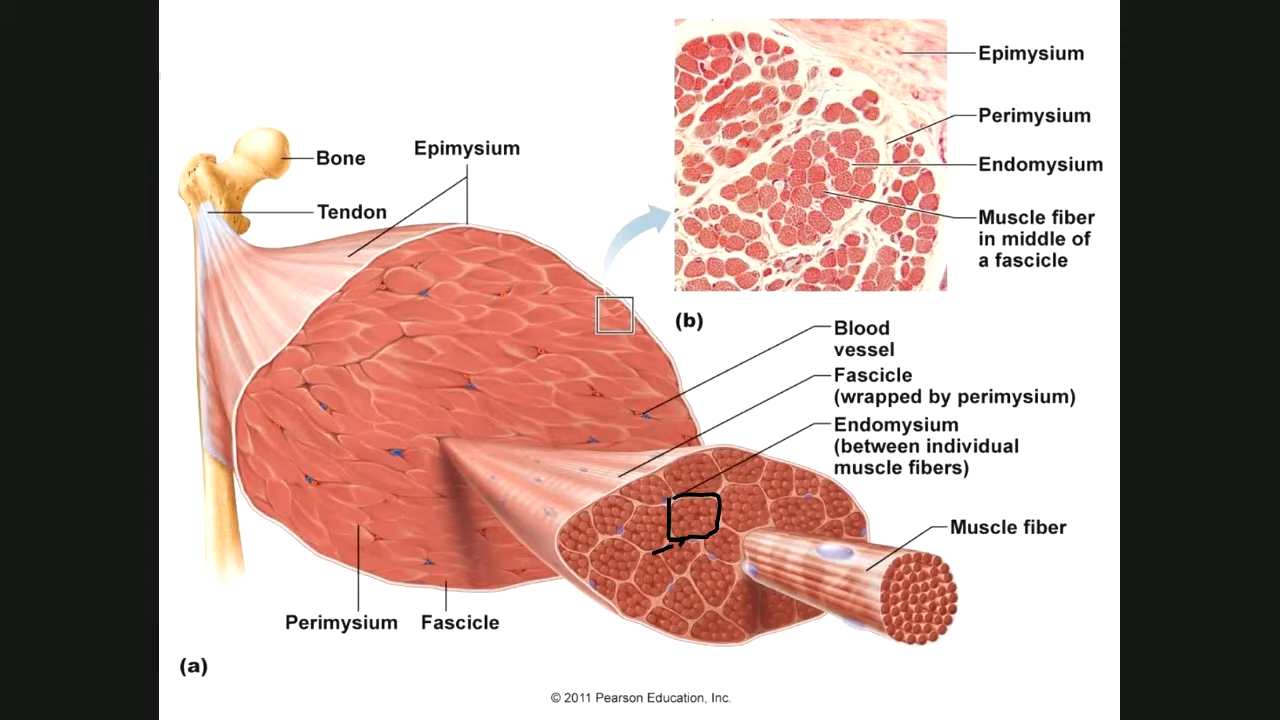 Epimysium
Perimysium
Endomysium
Muscle fiber
in middle of
a fascicle
(b)
Bone
Tendon
Epimysium
Blood
vessel
Fascicle
(wrapped by perimysium)
Endomysium
(between individual
muscle fibers)
Muscle fiber
Perimysium
Fascicle
(a)
© 2011 Pearson Education, Inc.